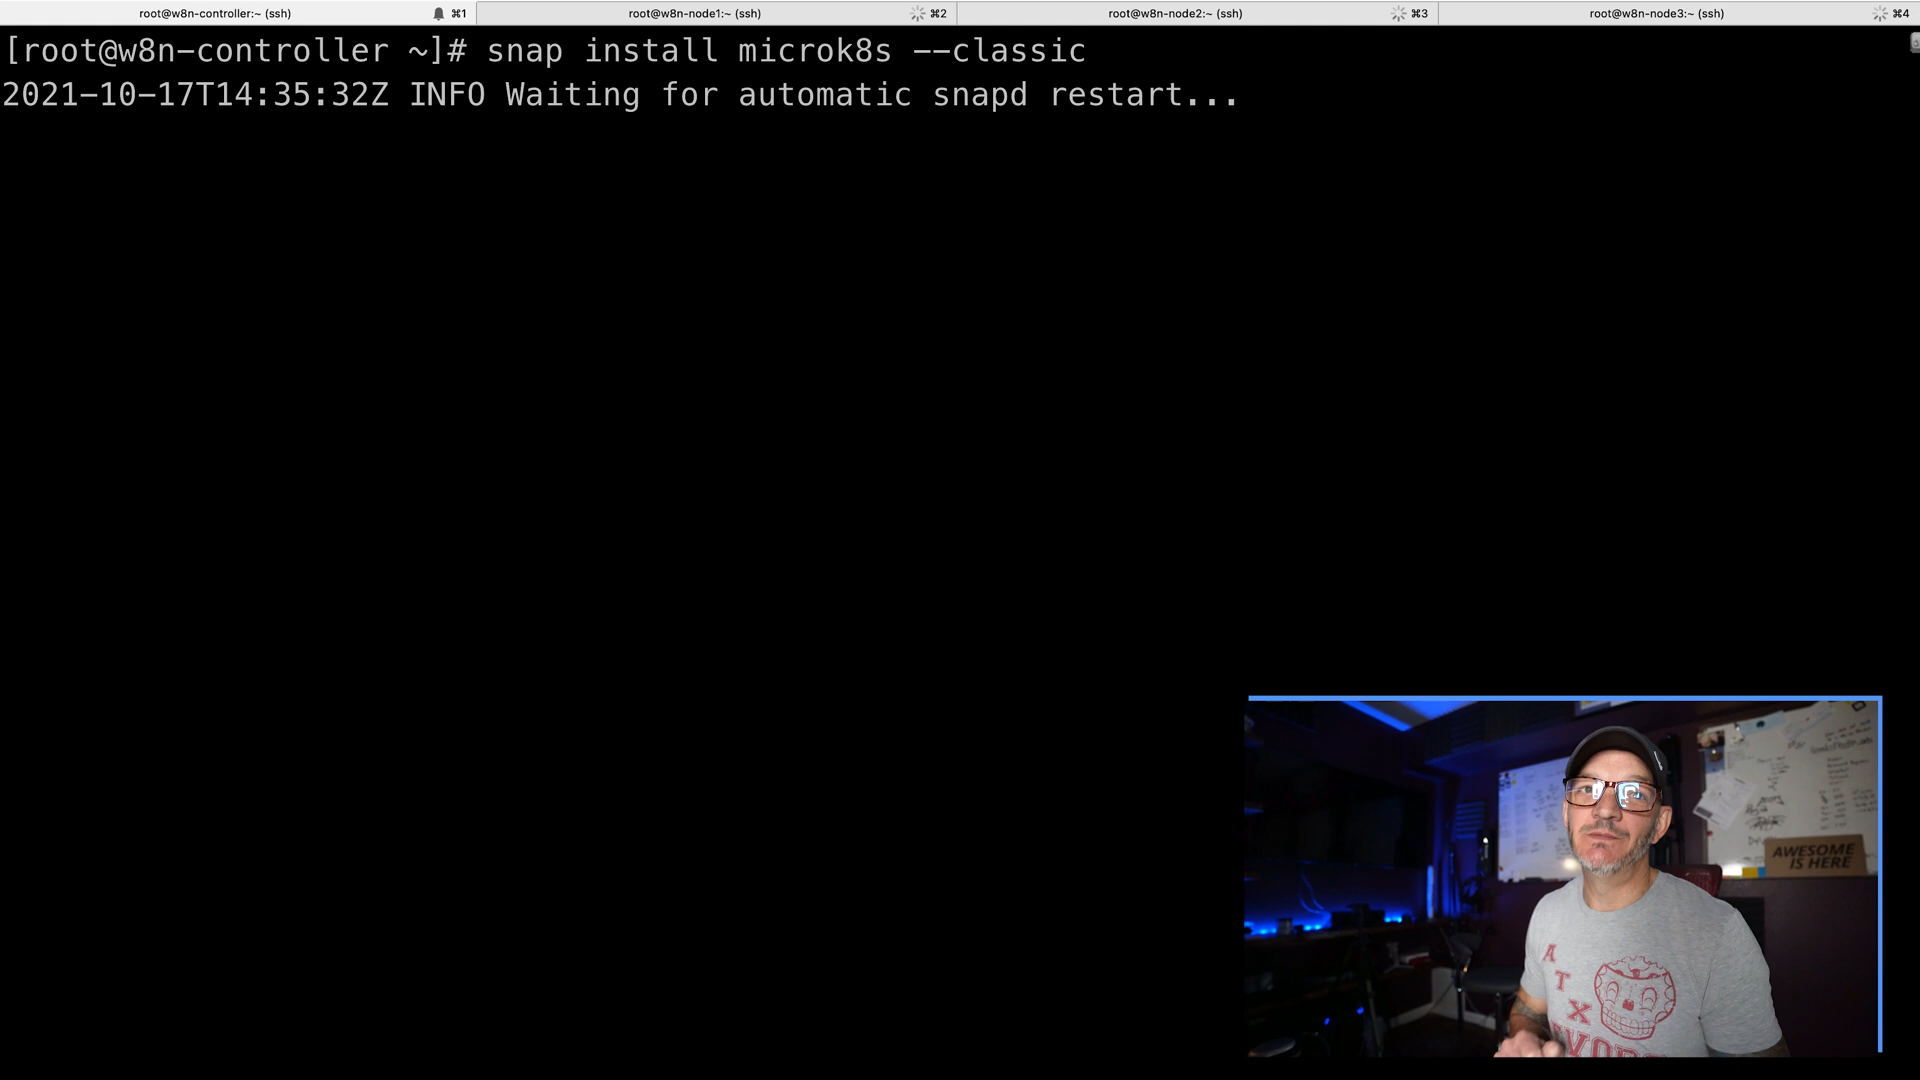 root@w8n-controller:~ (ssh) ⌘1 root@w8n-node1:~ (ssh) ⌘2 root@w8n-node2:~ (ssh) ⌘3 root@w8n-node3:~ (ssh) ⌘4
[root@w8n-controller ~]# snap install microk8s --classic
2021-10-17T14:35:32Z INFO Waiting for automatic snapd restart...
AWESOME
IS HERE
ATX